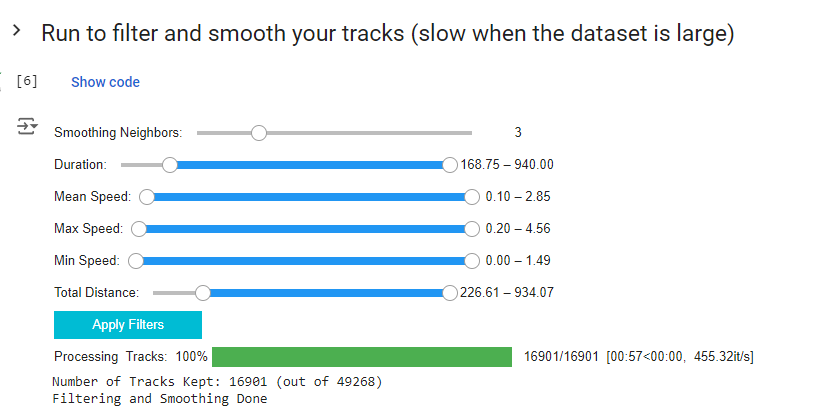 Run to filter and smooth your tracks (slow when the dataset is large)
[6] Show code
Smoothing Neighbors: 3
Duration: 168.75 – 940.00
Mean Speed: 0.10 – 2.85
Max Speed: 0.20 – 4.56
Min Speed: 0.00 – 1.49
Total Distance: 226.61 – 934.07
Apply Filters
Processing Tracks: 100% 16901/16901 [00:57<00:00, 455.32it/s]
Number of Tracks Kept: 16901 (out of 49268)
Filtering and Smoothing Done